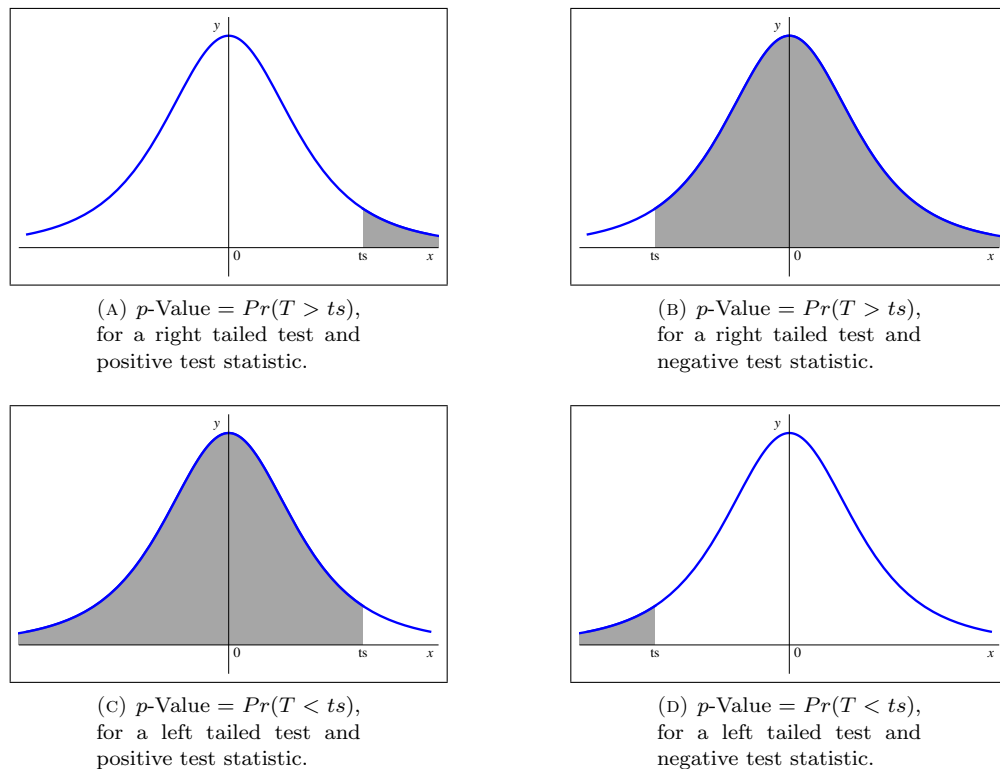 y
0
ts
x
(A) p-Value = Pr(T > ts),
for a right tailed test and
positive test statistic.
y
ts
0
x
(B) p-Value = Pr(T > ts),
for a right tailed test and
negative test statistic.
y
0
ts
x
(C) p-Value = Pr(T < ts),
for a left tailed test and
positive test statistic.
y
ts
0
x
(D) p-Value = Pr(T < ts),
for a left tailed test and
negative test statistic.